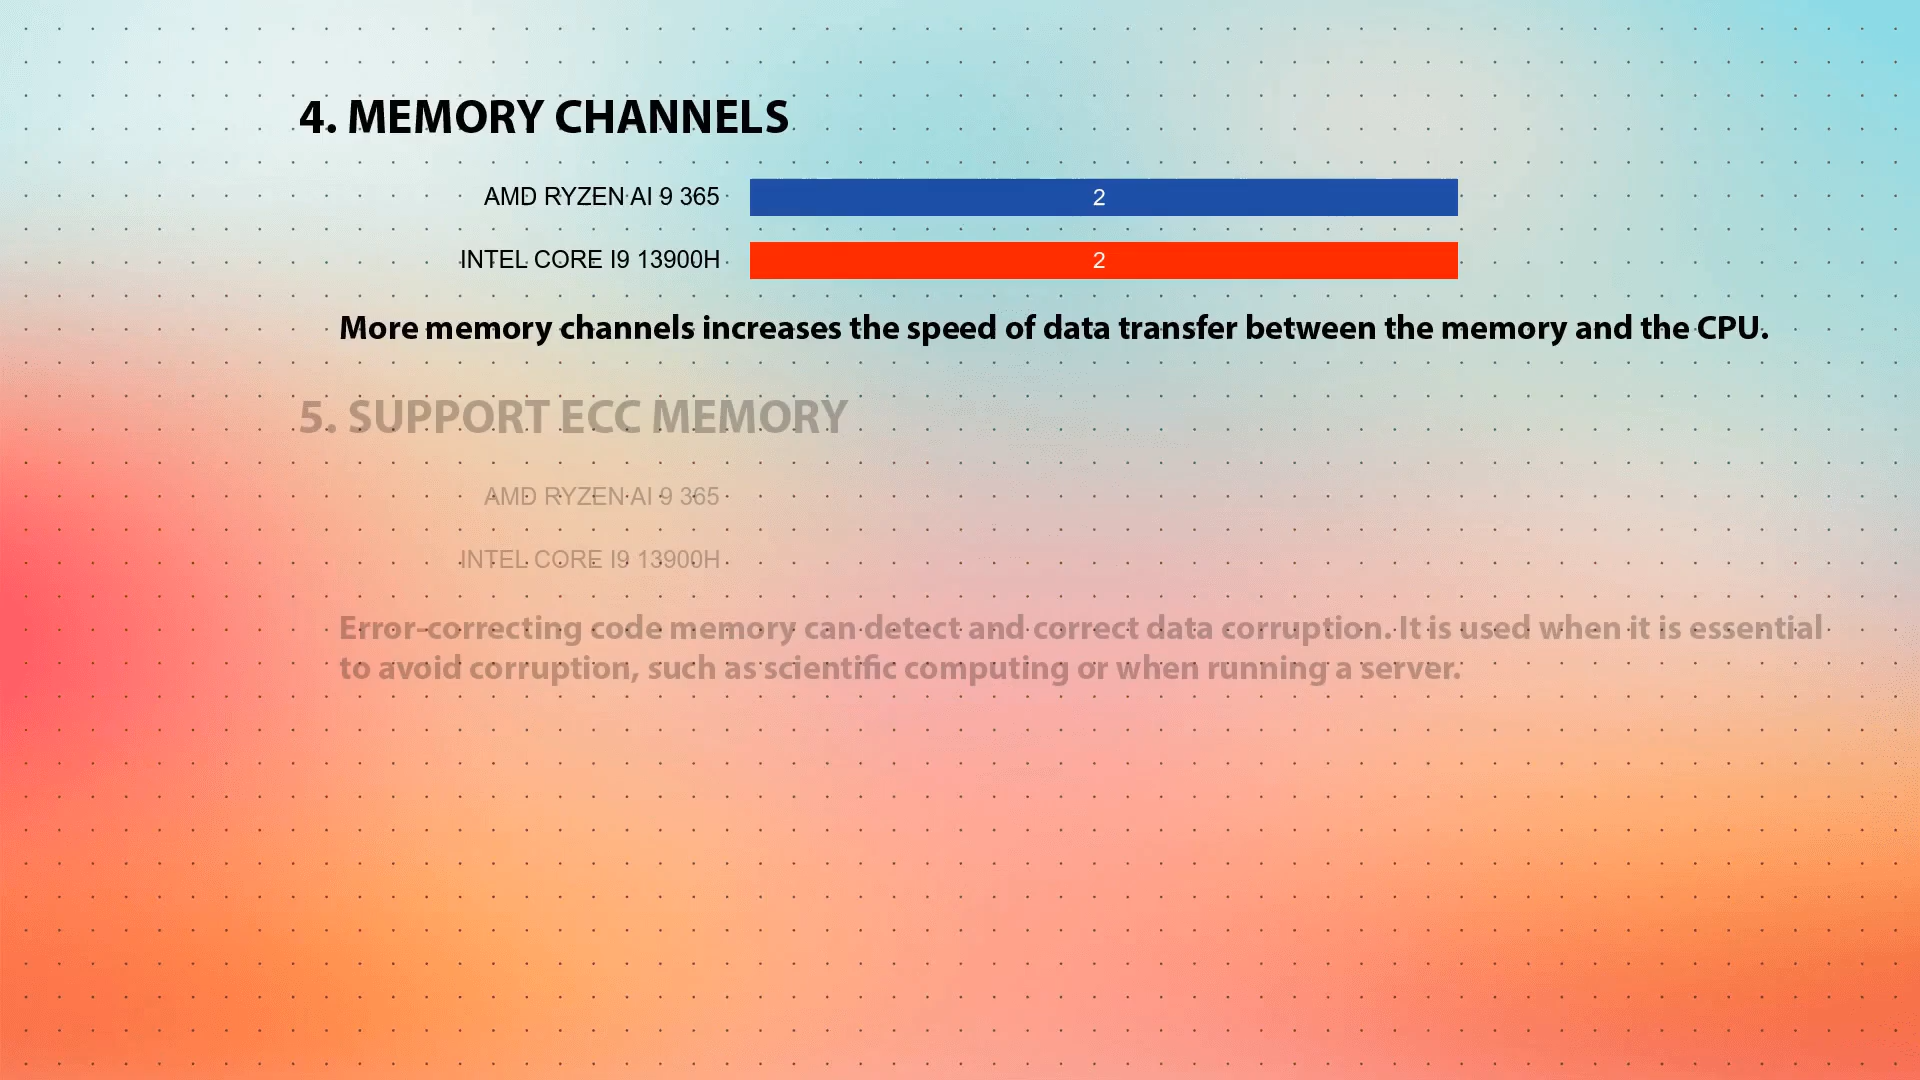 4. MEMORY CHANNELS
AMD RYZEN AI 9 365
2
INTEL CORE I9 13900H
2
More memory channels increases the speed of data transfer between the memory and the CPU.
5. SUPPORT ECC MEMORY
AMD RYZEN AI 9 365
INTEL CORE I9 13900H
Error-correcting code memory can detect and correct data corruption. It is used when it is essential
to avoid corruption, such as scientific computing or when running a server.